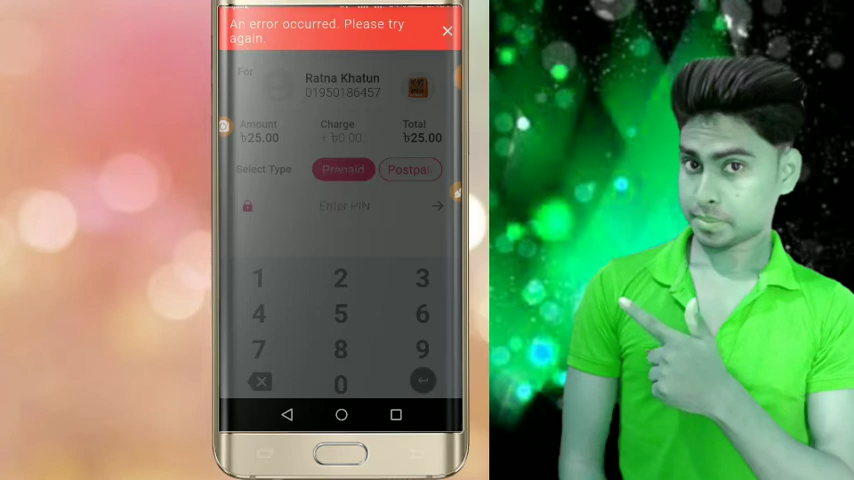 An error occurred. Please try
again.
For
Ratna Khatun
01950186457
Amount
Charge
Total
৳25.00
+ ৳0.00
৳25.00
Select Type
Prepaid
Postpai
Enter PIN
1
2
3
4
5
6
7
8
9
0